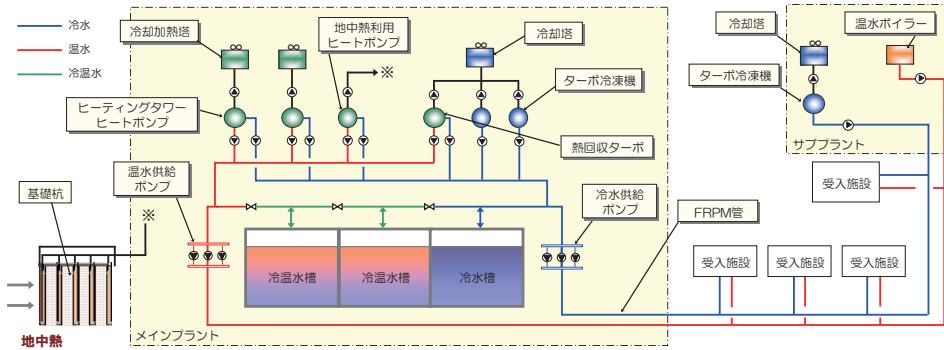 冷水
温水
冷温水
冷却加熱塔
地中熱利用
ヒートポンプ
※
冷却塔
ターボ冷凍機
ヒーティングタワー
ヒートポンプ
熱回収ターボ
温水供給
ポンプ
冷水供給
ポンプ
基礎杭
※
地中熱
冷温水槽
冷温水槽
冷水槽
メインプラント
FRPM管
冷却塔
温水ボイラー
ターボ冷凍機
サブプラント
受入施設
受入施設
受入施設
受入施設